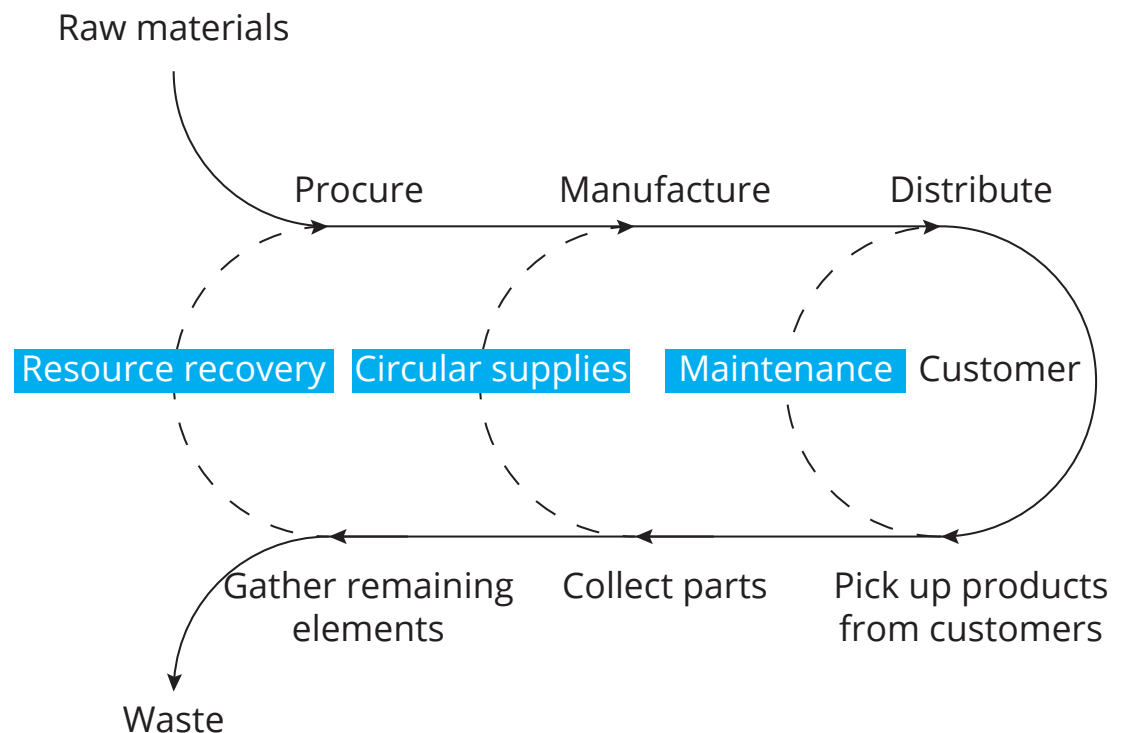 Raw materials
Procure
Manufacture
Distribute
Resource recovery
Circular supplies
Maintenance
Customer
Gather remaining
elements
Collect parts
Pick up products
from customers
Waste